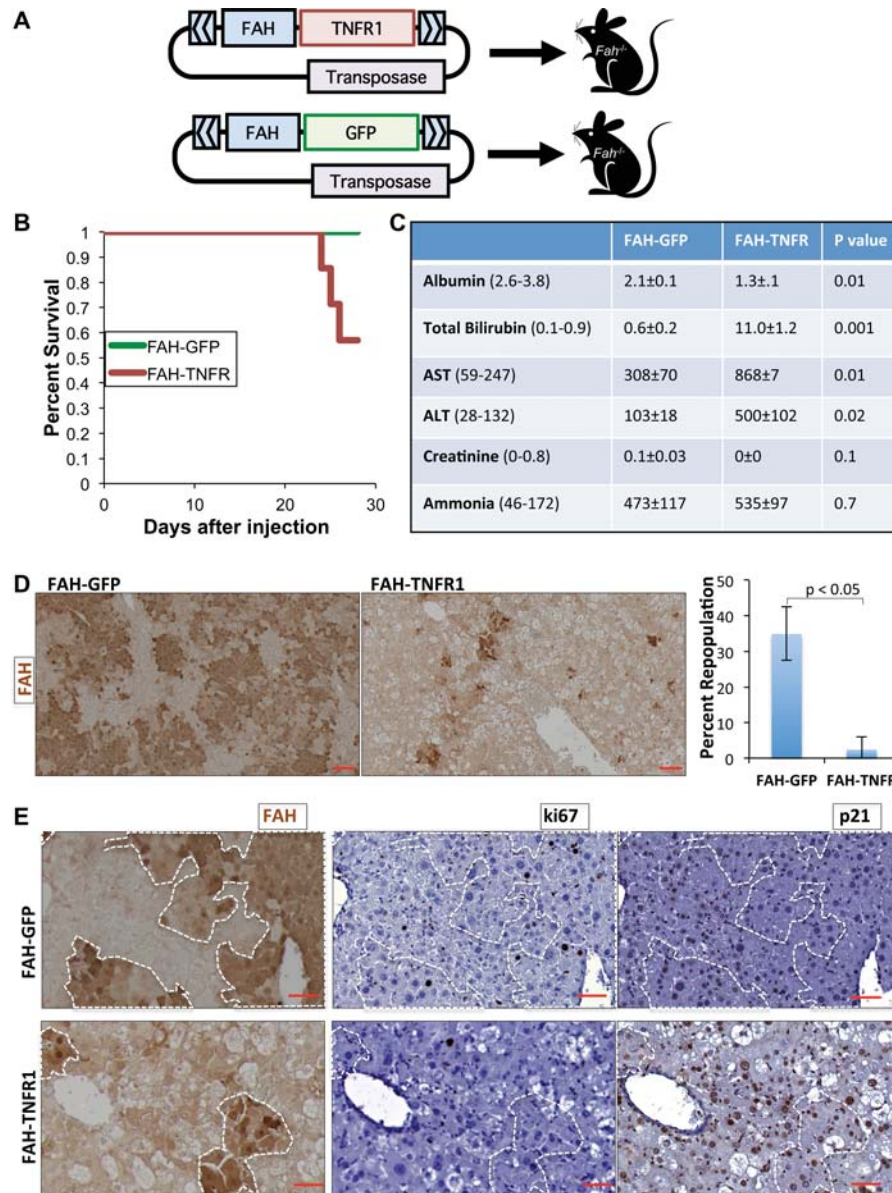 A
FAH TNFR1
Transposase
Fah-/-
FAH GFP
Transposase
Fah-/-
B
Percent Survival
1
0.9
0.8
0.7
0.6
0.5
0.4
0.3
0.2
0.1
0
FAH-GFP
FAH-TNFR
0 10 20 30
Days after injection
C
FAH-GFP FAH-TNFR P value
Albumin (2.6-3.8) 2.1±0.1 1.3±.1 0.01
Total Bilirubin (0.1-0.9) 0.6±0.2 11.0±1.2 0.001
AST (59-247) 308±70 868±7 0.01
ALT (28-132) 103±18 500±102 0.02
Creatinine (0-0.8) 0.1±0.03 0±0 0.1
Ammonia (46-172) 473±117 535±97 0.7
D
FAH-GFP FAH-TNFR1
FAH
Percent Repopulation
50
40
30
20
10
0
p < 0.05
FAH-GFP FAH-TNFR
E
FAH ki67 p21
FAH-GFP
FAH-TNFR1